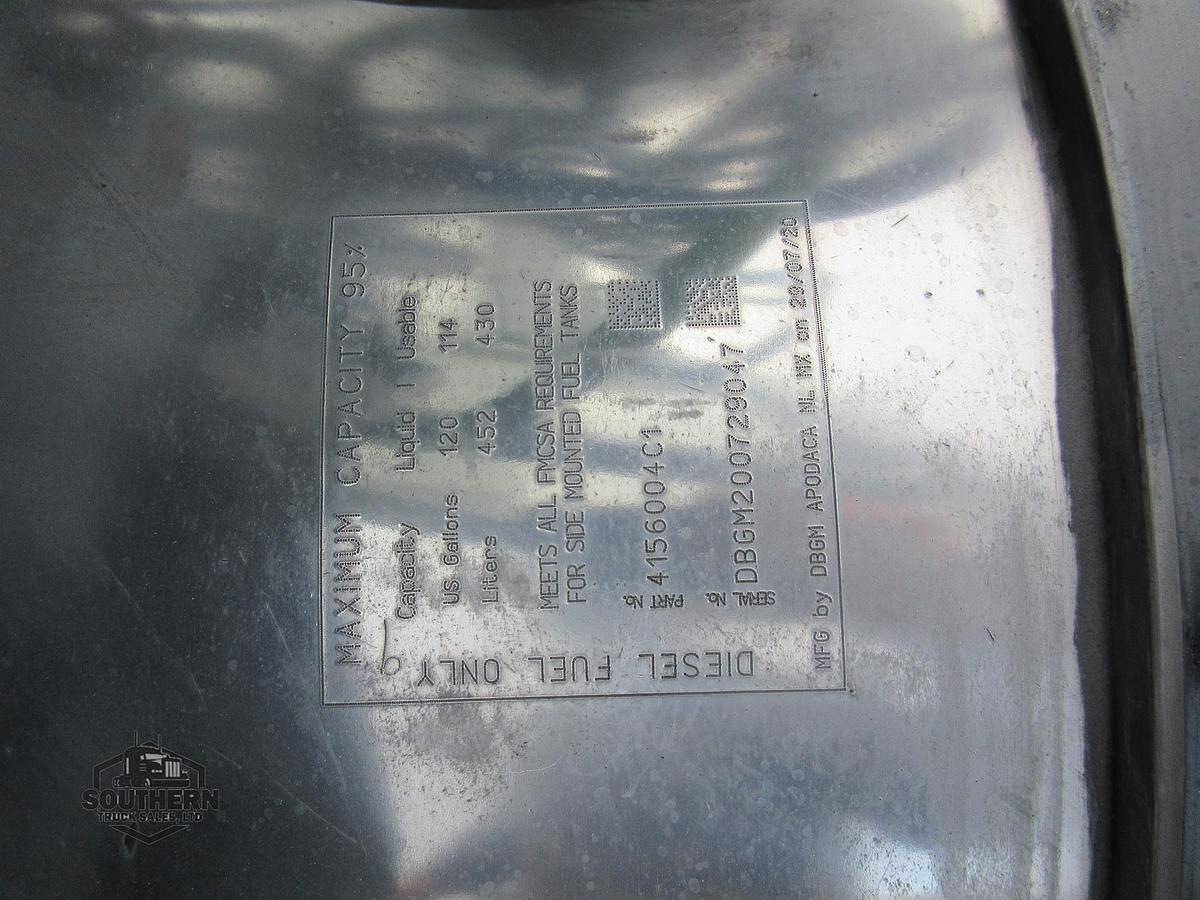 MAXIMUM CAPACITY 95%
Capacity Liquid | Usable
US Gallons 120 114
Liters 452 430
MEETS ALL FMCSA REQUIREMENTS
FOR SIDE MOUNTED FUEL TANKS
PART No. 4156004C1
SERIAL No. DBGM200729047
MFG by DBGM APODACA NL MX on 29/07/20
DIESEL FUEL ONLY
SOUTHERN
TRUCK SALES, LTD